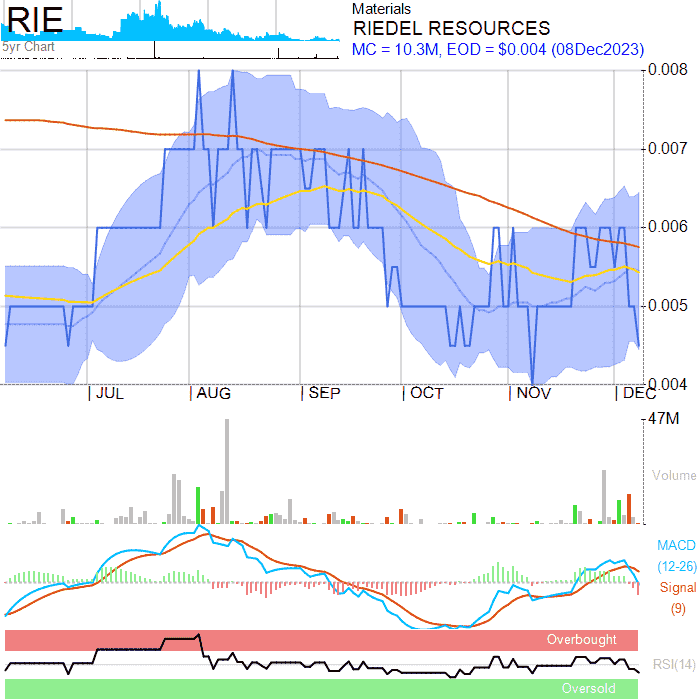 RIE
5yr Chart
Materials
RIEDEL RESOURCES
MC = 10.3M, EOD = $0.004 (08Dec2023)
0.008
0.007
0.006
0.005
0.004
JUL AUG SEP OCT NOV DEC
47M
Volume
MACD
(12-26)
Signal
(9)
Overbought
RSI(14)
Oversold